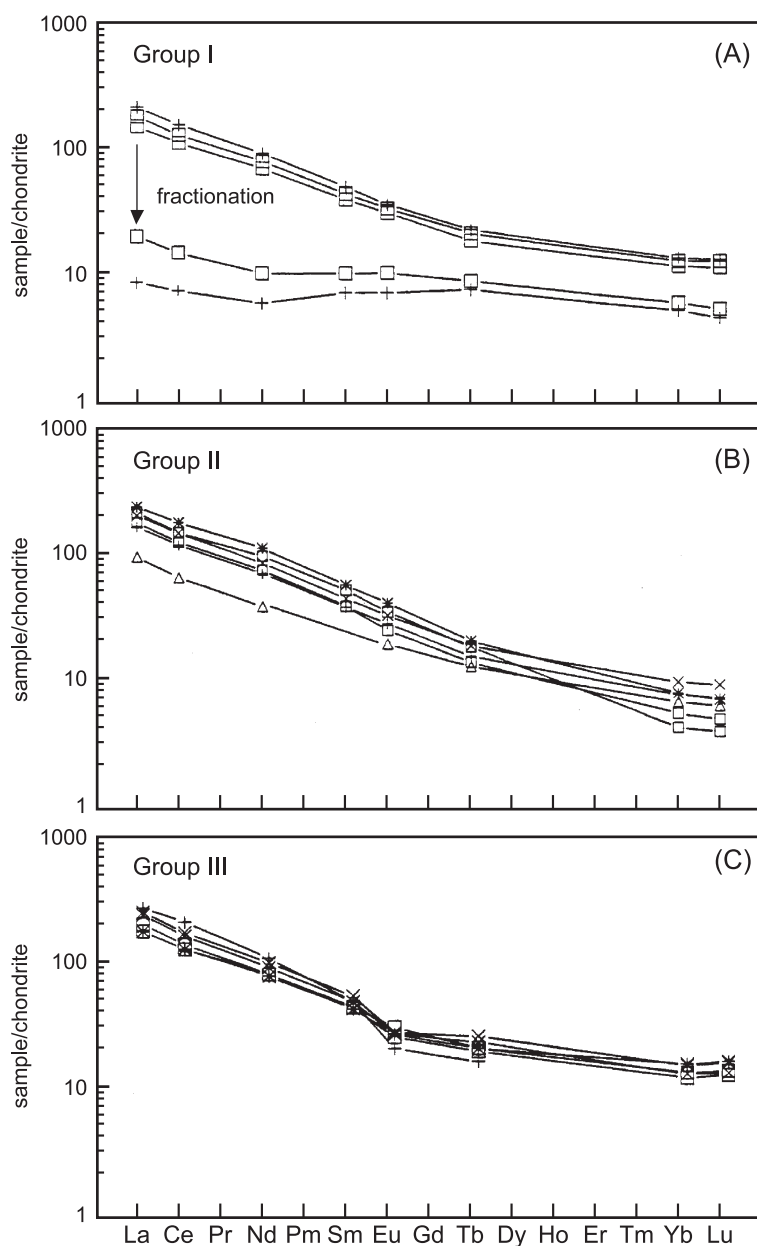 1000
Group I
(A)
100
sample/chondrite
fractionation
10
1
1000
Group II
(B)
100
sample/chondrite
10
1
1000
Group III
(C)
100
sample/chondrite
10
1
La Ce Pr Nd Pm Sm Eu Gd Tb Dy Ho Er Tm Yb Lu